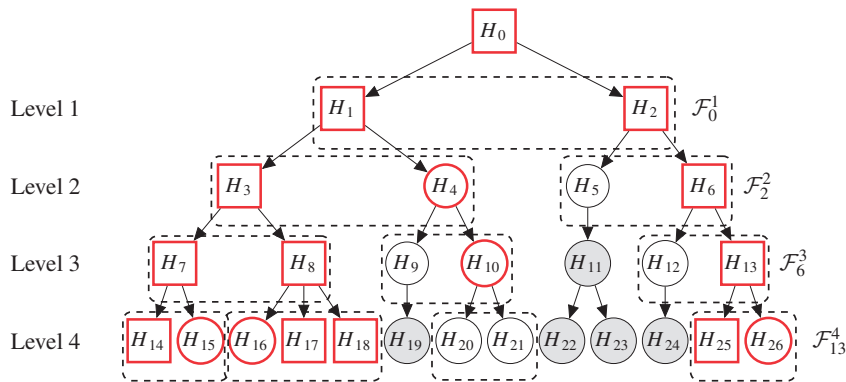 H₀
Level 1 H₁ H₂ ℱ₀¹
Level 2 H₃ H₄ H₅ H₆ ℱ₂²
Level 3 H₇ H₈ H₉ H₁₀ H₁₁ H₁₂ H₁₃ ℱ₆³
Level 4 H₁₄ H₁₅ H₁₆ H₁₇ H₁₈ H₁₉ H₂₀ H₂₁ H₂₂ H₂₃ H₂₄ H₂₅ H₂₆ ℱ₁₃⁴